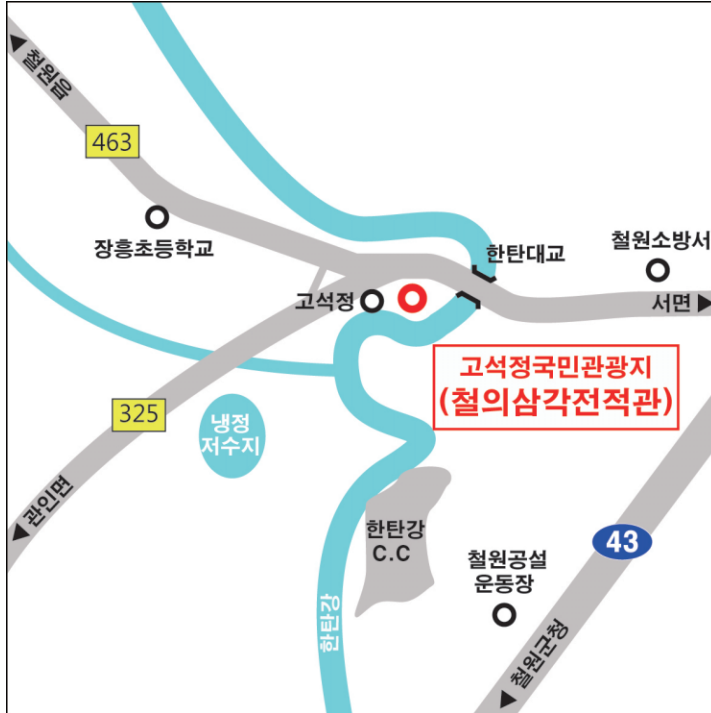 ◀ 철원읍
463
장흥초등학교
한탄대교
철원소방서
고석정
서면 ▶
고석정국민관광지
(철의삼각전적관)
325
냉정
저수지
◀ 관인면
한탄강
C.C
43
철원공설
운동장
한탄강
◀ 철원군청